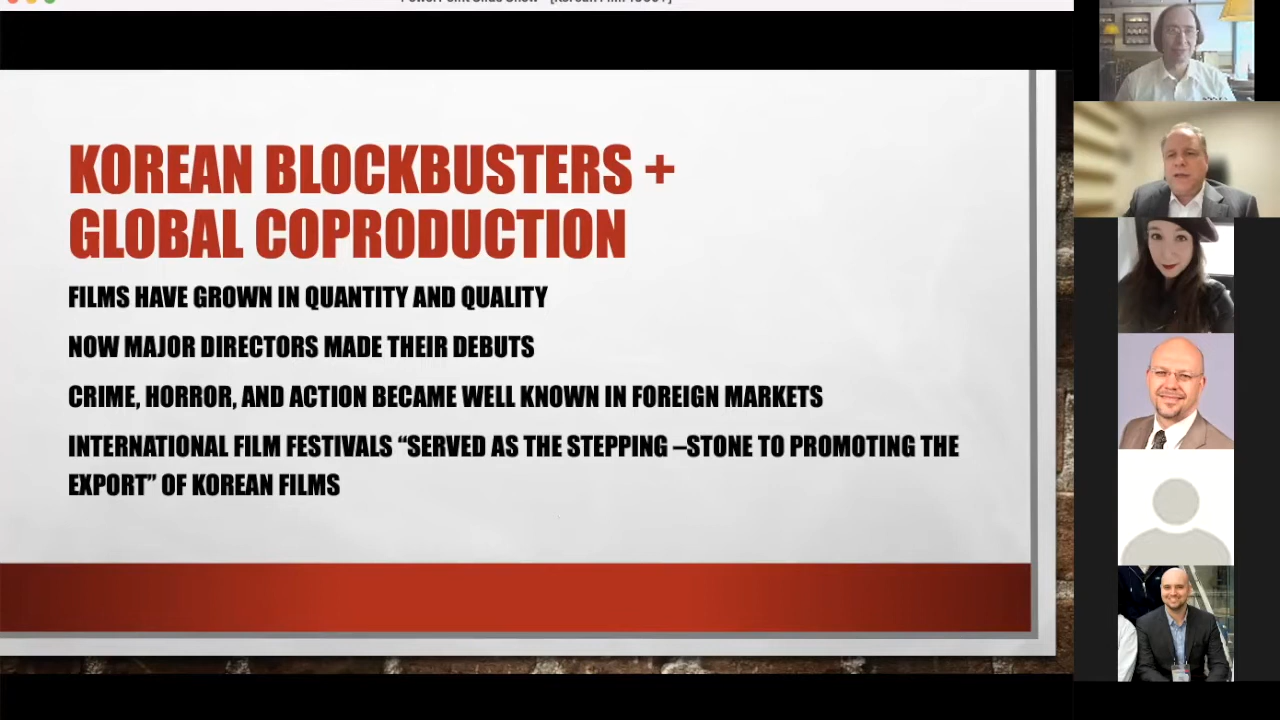 KOREAN BLOCKBUSTERS +
GLOBAL COPRODUCTION
FILMS HAVE GROWN IN QUANTITY AND QUALITY
NOW MAJOR DIRECTORS MADE THEIR DEBUTS
CRIME, HORROR, AND ACTION BECAME WELL KNOWN IN FOREIGN MARKETS
INTERNATIONAL FILM FESTIVALS “SERVED AS THE STEPPING –STONE TO PROMOTING THE
EXPORT” OF KOREAN FILMS